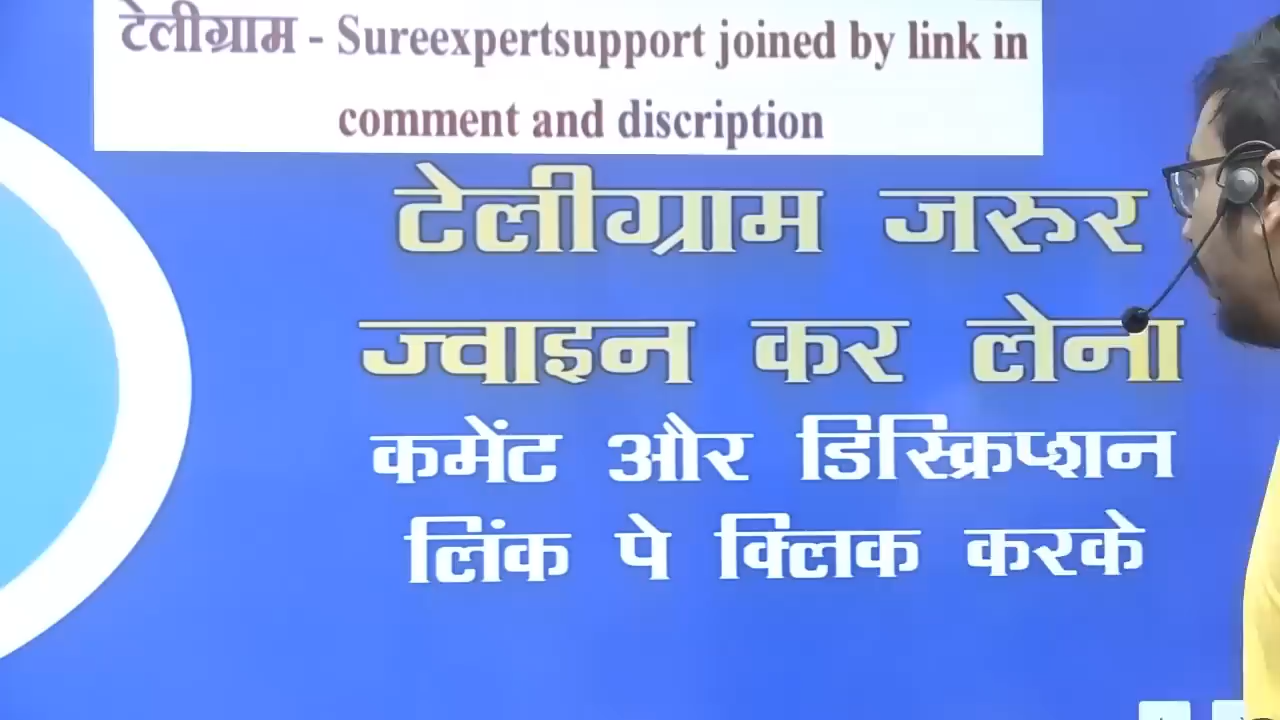 टेलीग्राम - Sureexpertsupport joined by link in
comment and discription
टेलीग्राम जरुर
ज्वाइन कर लेना
कमेंट और डिस्क्रिप्शन
लिंक पे क्लिक करके